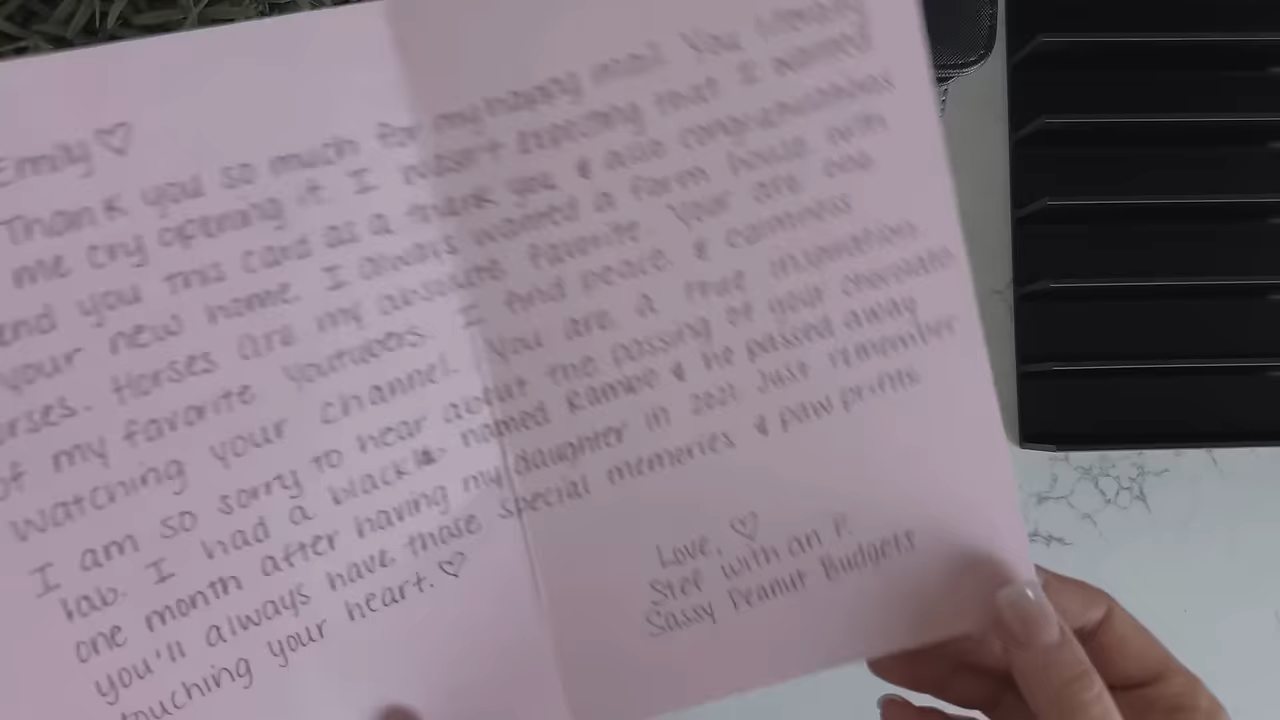 Emily ♡
Thank you so much for my happy mail. You literally
me cry opening it. I wasn't expecting that. I wanted
end you this card as a thank you & also congratulations
your new home. I always wanted a farm house with
rses. Horses are my absolute favorite. Your are one
of my favorite youtubers. I find peace & calmness
watching your channel. You are a true inspiration.
I am so sorry to hear about the passing of your chocolate
lab. I had a black lab named Rambo & he passed away
one month after having my daughter in 2021. Just remember
you'll always have those special memories & paw prints
touching your heart. ♡
Love, ♡
Stef with an F.
Sassy Peanut Budgets